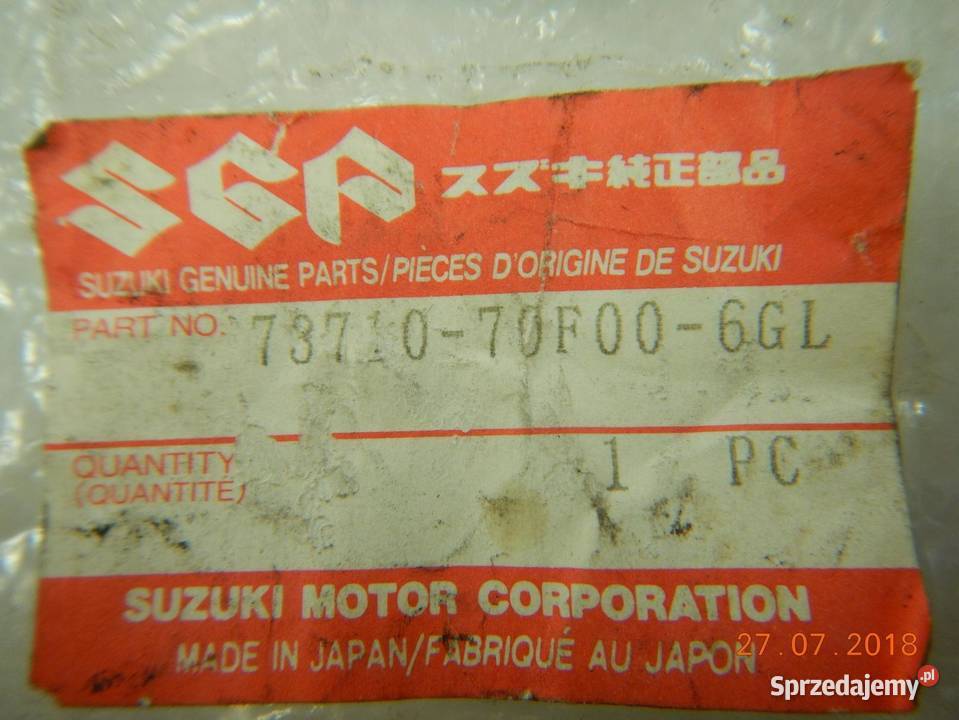 SGP スズキ純正部品
SUZUKI GENUINE PARTS/PIÈCES D'ORIGINE DE SUZUKI
PART NO. 73710-70F00-6GL
QUANTITY 1 PC
(QUANTITÉ)
SUZUKI MOTOR CORPORATION
MADE IN JAPAN/FABRIQUÉ AU JAPON
27.07.2018
Sprzedajemy.pl